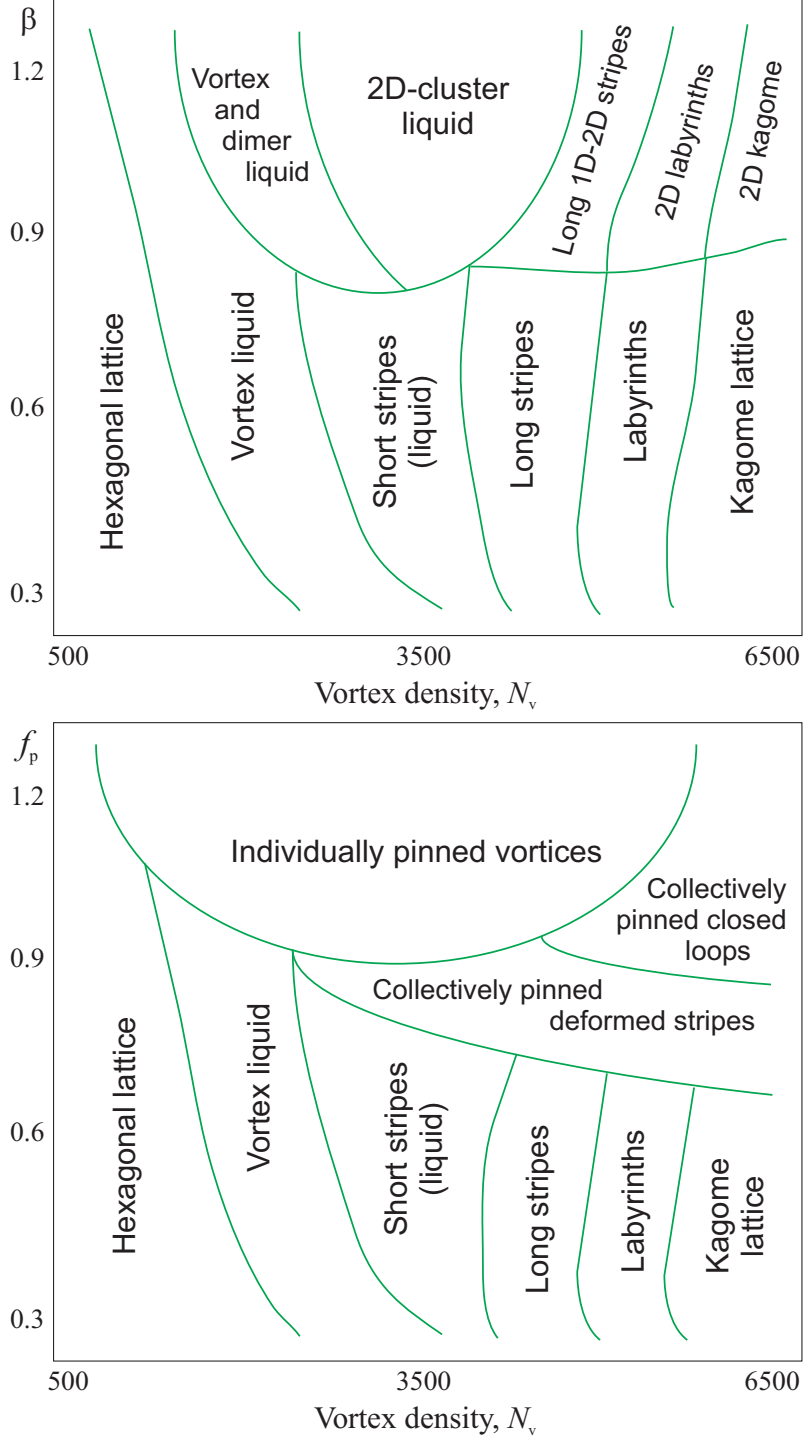 β
1.2
0.9
0.6
0.3
Vortex
and
dimer
liquid
2D-cluster
liquid
Long 1D-2D stripes
2D labyrinths
2D kagome
Hexagonal lattice
Vortex liquid
Short stripes
(liquid)
Long stripes
Labyrinths
Kagome lattice
500 3500 6500
Vortex density, Nᵥ
fₚ
1.2
0.9
0.6
0.3
Individually pinned vortices
Collectively
pinned closed
loops
Collectively pinned
deformed stripes
Hexagonal lattice
Vortex liquid
Short stripes
(liquid)
Long stripes
Labyrinths
Kagome
lattice
500 3500 6500
Vortex density, Nᵥ